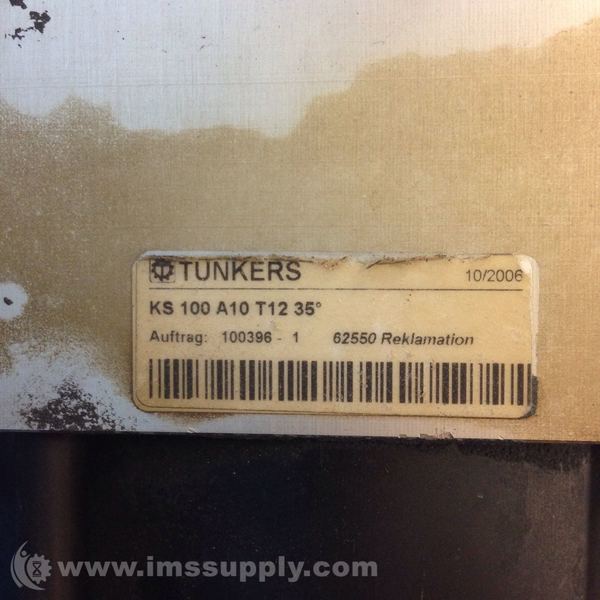 TUNKERS 10/2006
KS 100 A10 T12 35°
Auftrag: 100396 - 1 62550 Reklamation
www.imssupply.com